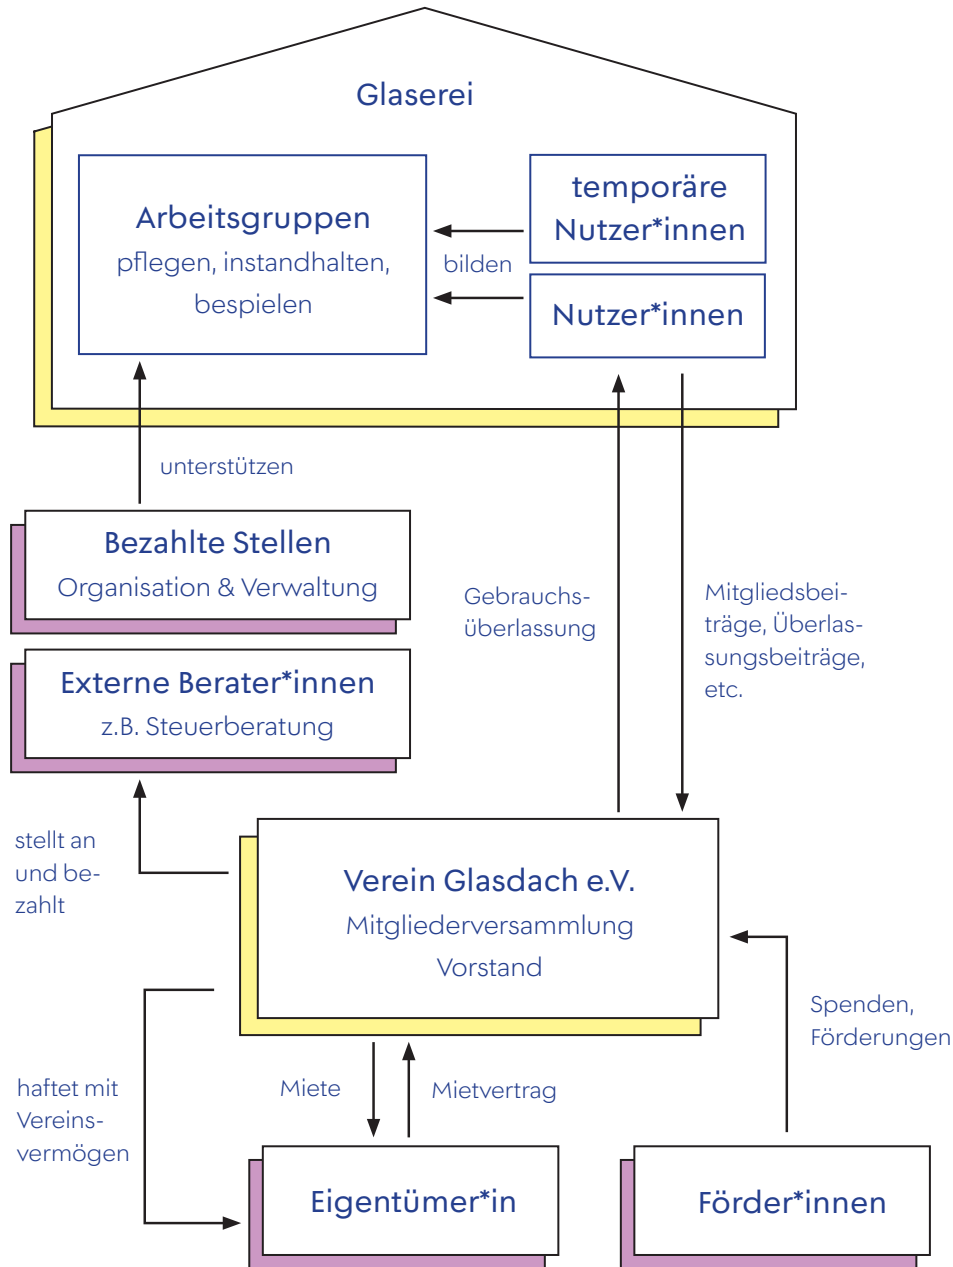 Glaserei
Arbeitsgruppen
pflegen, instandhalten,
bespielen
bilden
temporäre
Nutzer*innen
Nutzer*innen
unterstützen
Bezahlte Stellen
Organisation & Verwaltung
Externe Berater*innen
z.B. Steuerberatung
Gebrauchs-
überlassung
Mitgliedsbei-
träge, Überlas-
sungsbeiträge,
etc.
stellt an
und be-
zahlt
Verein Glasdach e.V.
Mitgliederversammlung
Vorstand
Spenden,
Förderungen
haftet mit
Vereins-
vermögen
Miete
Mietvertrag
Eigentümer*in
Förder*innen